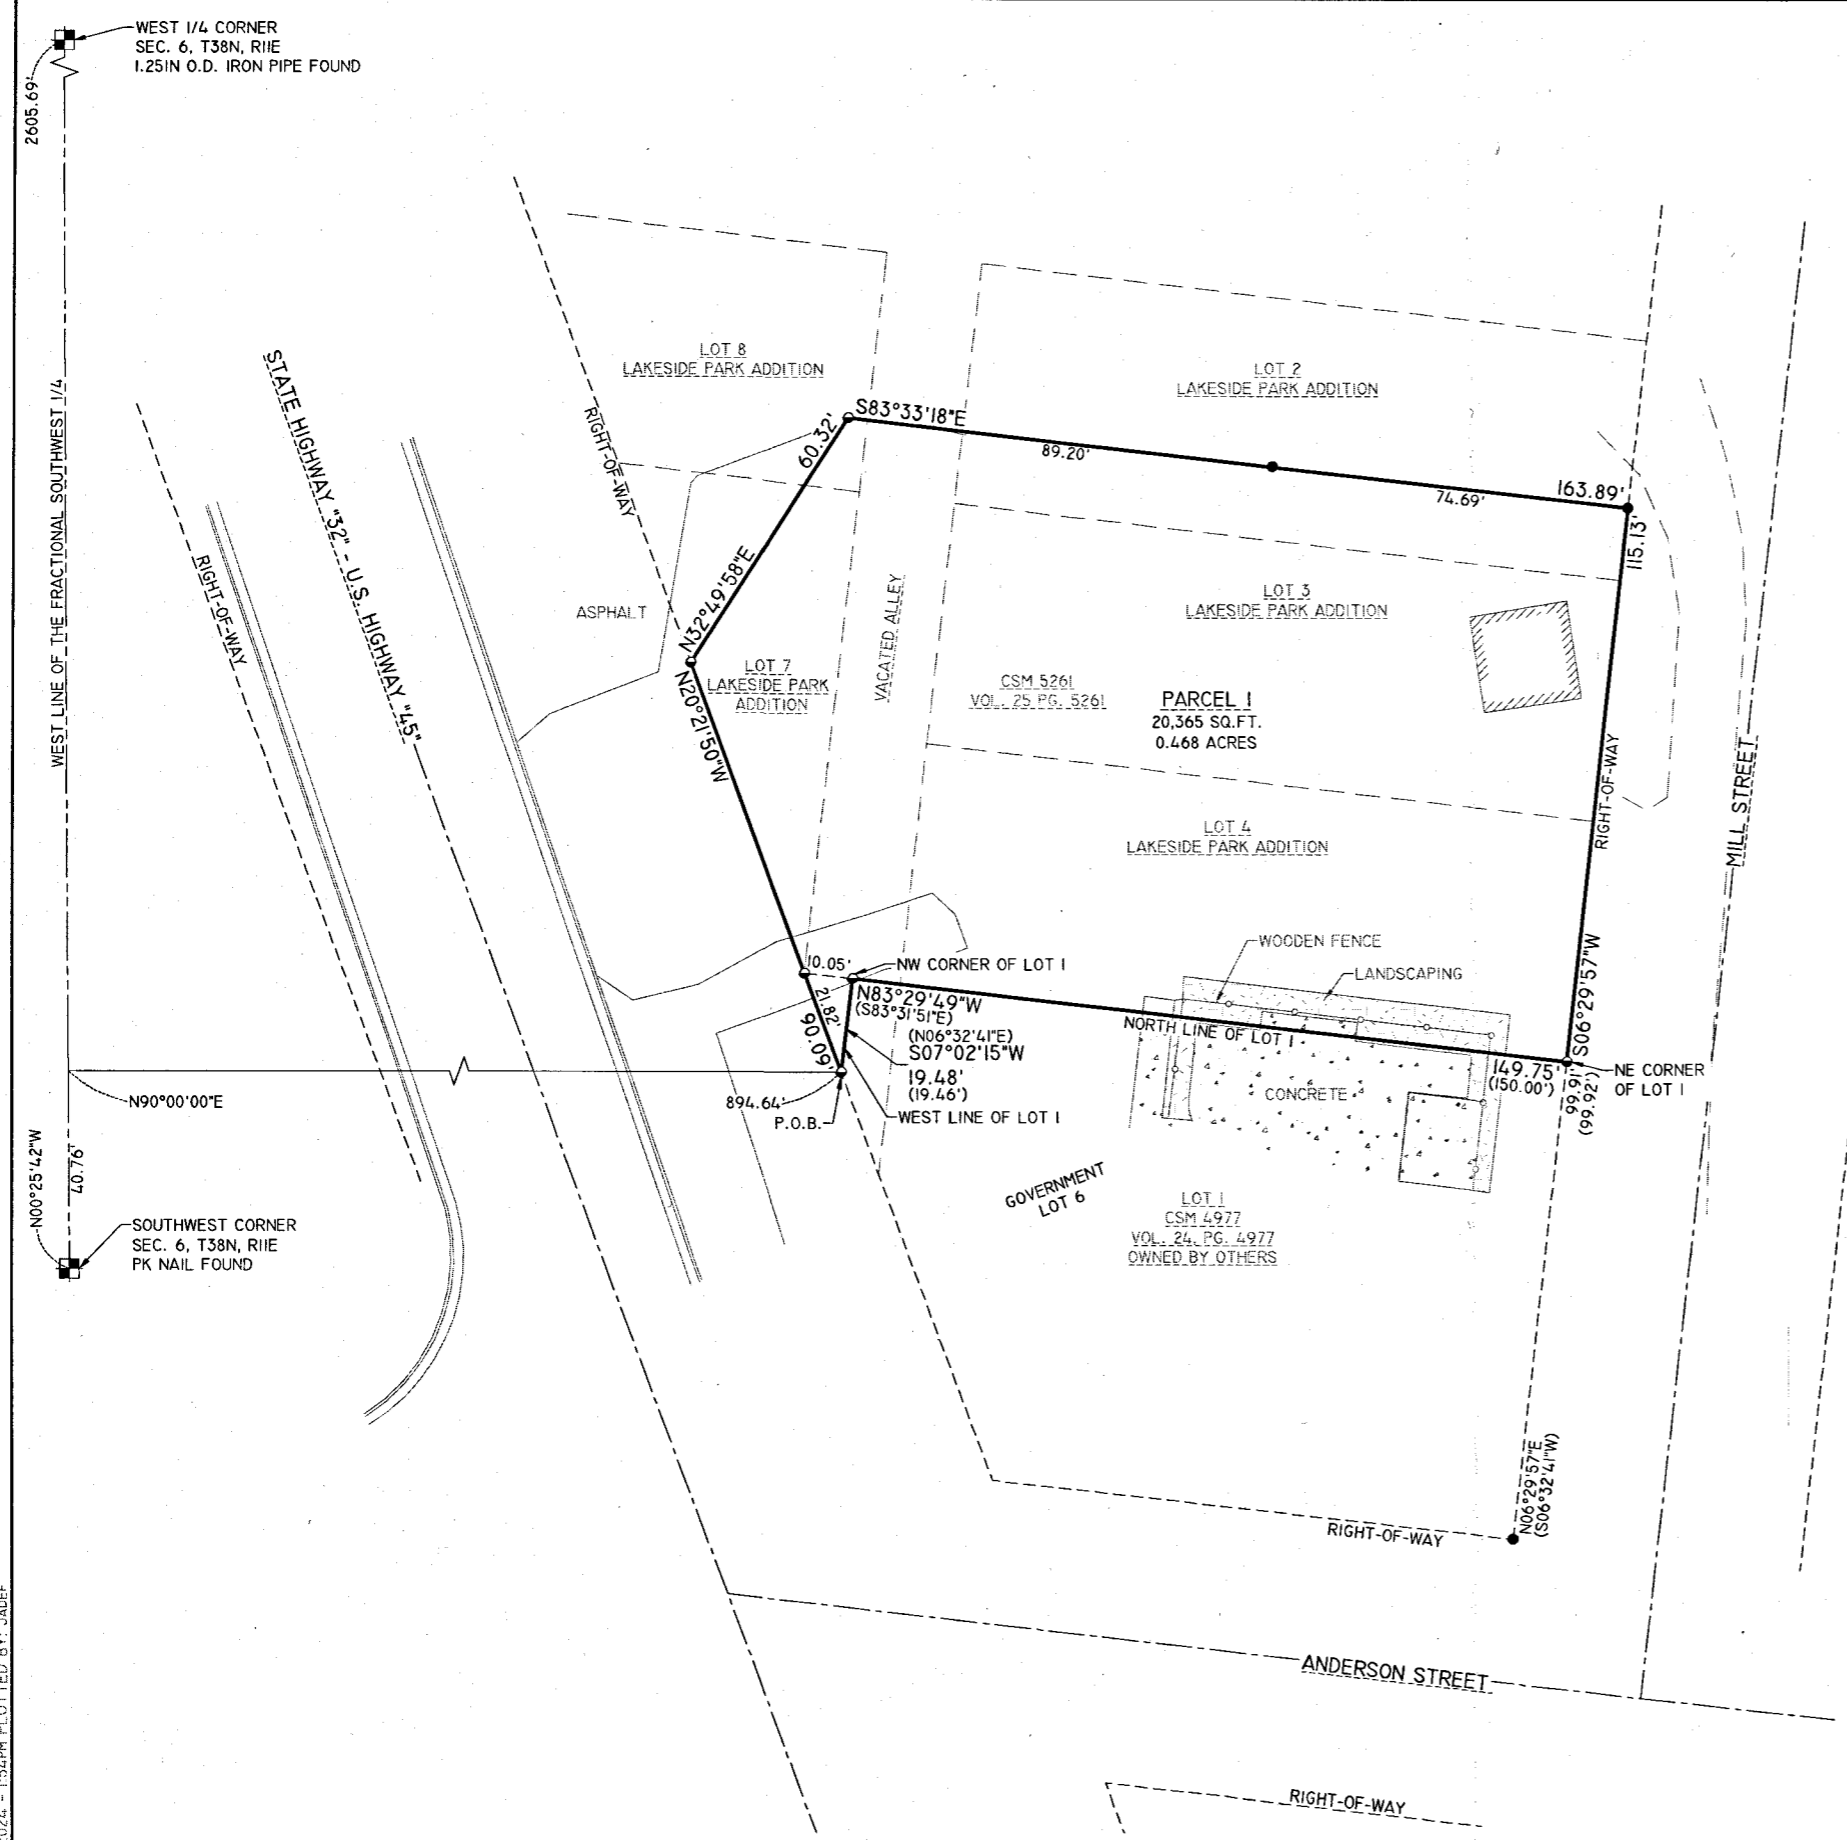 WEST 1/4 CORNER
SEC. 6, T38N, R11E
1.25IN O.D. IRON PIPE FOUND
2605.69'
WEST LINE OF THE FRACTIONAL SOUTHWEST 1/4
STATE HIGHWAY "32" - U.S. HIGHWAY "45"
RIGHT-OF-WAY
RIGHT-OF-WAY
LOT 8
LAKESIDE PARK ADDITION
LOT 2
LAKESIDE PARK ADDITION
S83°33'18"E
60.32'
89.20'
74.69'
163.89'
115.13'
N32°49'58"E
ASPHALT
VACATED ALLEY
LOT 3
LAKESIDE PARK ADDITION
LOT 7
LAKESIDE PARK
ADDITION
N20°21'50"W
CSM 5261
VOL. 25 PG. 5261
PARCEL 1
20,365 SQ.FT.
0.468 ACRES
RIGHT-OF-WAY
MILL STREET
LOT 4
LAKESIDE PARK ADDITION
WOODEN FENCE
LANDSCAPING
10.05'
NW CORNER OF LOT 1
N83°29'49"W
(S83°31'51"E)
21.82'
90.09'
(N06°32'41"E)
S07°02'15"W
19.48'
(19.46')
NORTH LINE OF LOT 1
S06°29'57"W
149.75'
(150.00')
NE CORNER
OF LOT 1
99.91'
(99.92')
CONCRETE
N90°00'00"E
894.64'
P.O.B.
WEST LINE OF LOT 1
N00°25'42"W
40.76'
SOUTHWEST CORNER
SEC. 6, T38N, R11E
PK NAIL FOUND
GOVERNMENT
LOT 6
LOT 1
CSM 4977
VOL. 24, PG. 4977
OWNED BY OTHERS
N06°29'57"E
(S06°32'41"W)
RIGHT-OF-WAY
ANDERSON STREET
RIGHT-OF-WAY
PLOTTED BY: JADEF